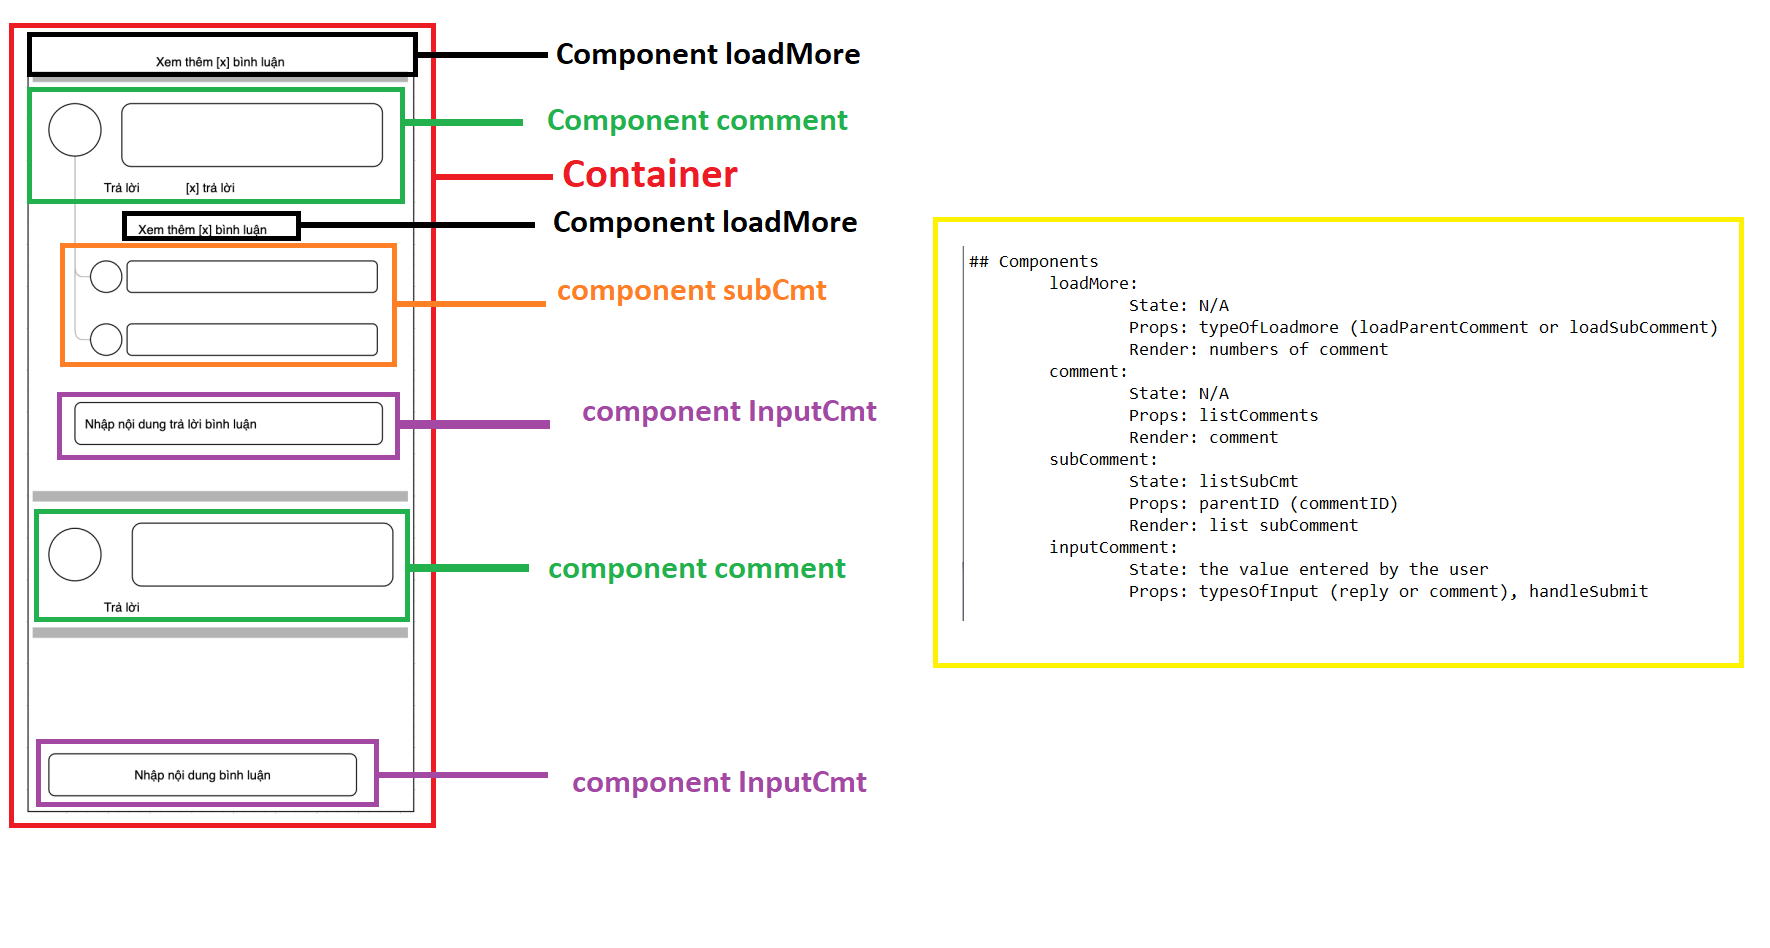 Xem thêm [x] bình luận
Component loadMore
Component comment
Trả lời [x] trả lời
Container
Xem thêm [x] bình luận
Component loadMore
component subCmt
Nhập nội dung trả lời bình luận
component InputCmt
component comment
Trả lời
Nhập nội dung bình luận
component InputCmt
## Components
loadMore:
State: N/A
Props: typeOfLoadmore (loadParentComment or loadSubComment)
Render: numbers of comment
comment:
State: N/A
Props: listComments
Render: comment
subComment:
State: listSubCmt
Props: parentID (commentID)
Render: list subComment
inputComment:
State: the value entered by the user
Props: typesOfInput (reply or comment), handleSubmit